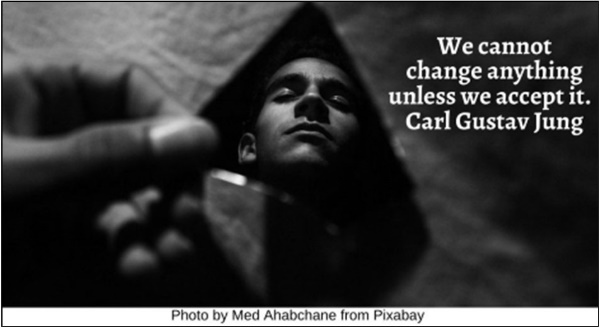 We cannot
change anything
unless we accept it.
Carl Gustav Jung
Photo by Med Ahabchane from Pixabay